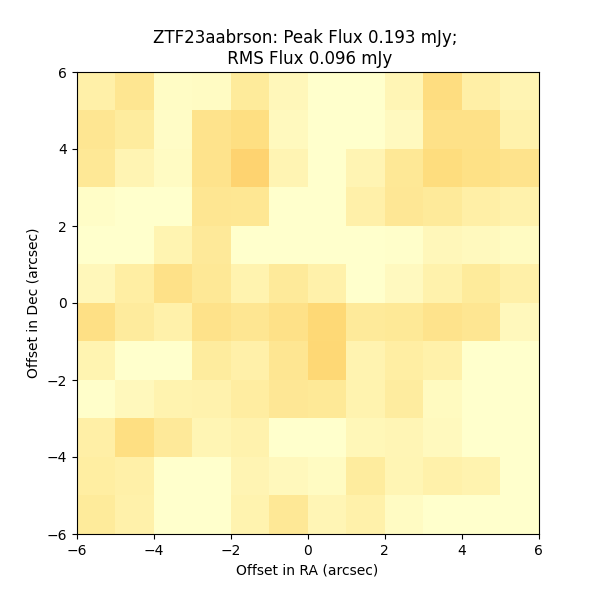 ZTF23aabrson: Peak Flux 0.193 mJy;
RMS Flux 0.096 mJy
6
4
2
0
−2
−4
−6
Offset in Dec (arcsec)
−6 −4 −2 0 2 4 6
Offset in RA (arcsec)